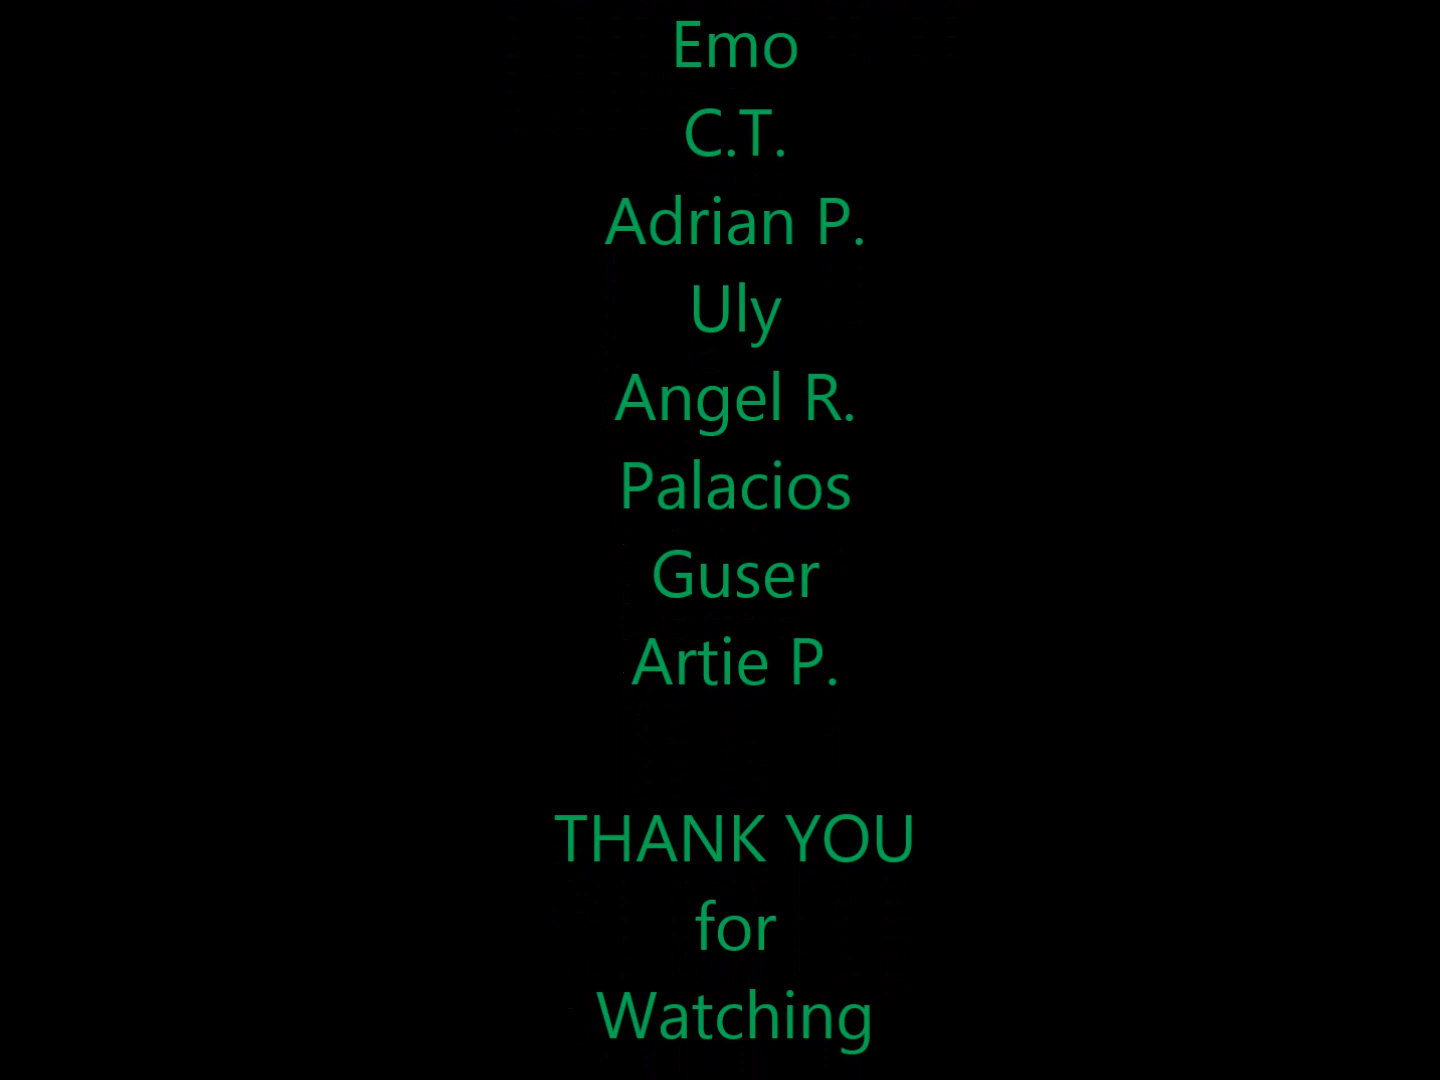 Emo
C.T.
Adrian P.
Uly
Angel R.
Palacios
Guser
Artie P.
THANK YOU
for
Watching